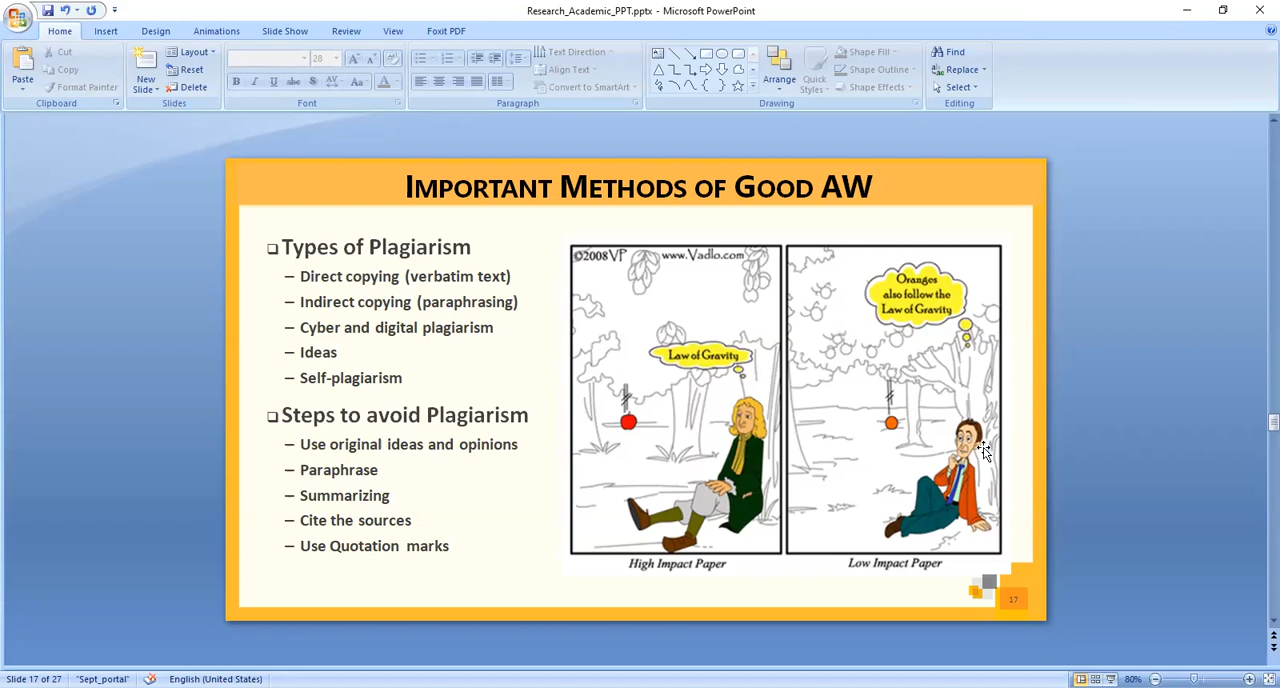 Research_Academic_PPT.pptx - Microsoft PowerPoint
Home Insert Design Animations Slide Show Review View Foxit PDF
Cut
Copy
Format Painter
Paste
Clipboard
New Slide
Layout
Reset
Delete
Slides
28
B I U abc S AV Aa A
Font
Text Direction
Align Text
Convert to SmartArt
Paragraph
Arrange
Quick Styles
Shape Fill
Shape Outline
Shape Effects
Drawing
Find
Replace
Select
Editing
IMPORTANT METHODS OF GOOD AW
Types of Plagiarism
– Direct copying (verbatim text)
– Indirect copying (paraphrasing)
– Cyber and digital plagiarism
– Ideas
– Self-plagiarism
Steps to avoid Plagiarism
– Use original ideas and opinions
– Paraphrase
– Summarizing
– Cite the sources
– Use Quotation marks
©2008VP www.Vadlo.com
Law of Gravity
High Impact Paper
Oranges
also follow the
Law of Gravity
Low Impact Paper
17
Slide 17 of 27 "Sept_portal" English (United States) 80%